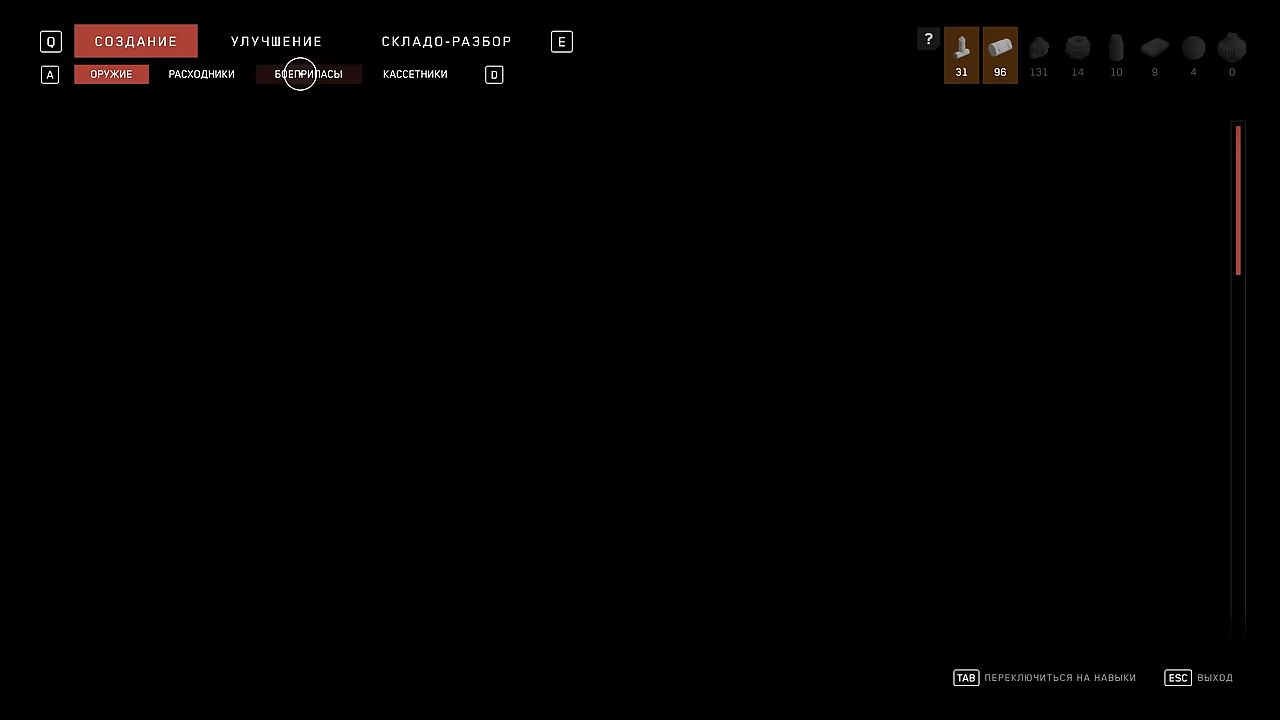 Q СОЗДАНИЕ УЛУЧШЕНИЕ СКЛАДО-РАЗБОР E ?
A ОРУЖИЕ РАСХОДНИКИ БОЕПРИПАСЫ КАССЕТНИКИ D 31 96 131 14 10 9 4 0
TAB ПЕРЕКЛЮЧИТЬСЯ НА НАВЫКИ ESC ВЫХОД